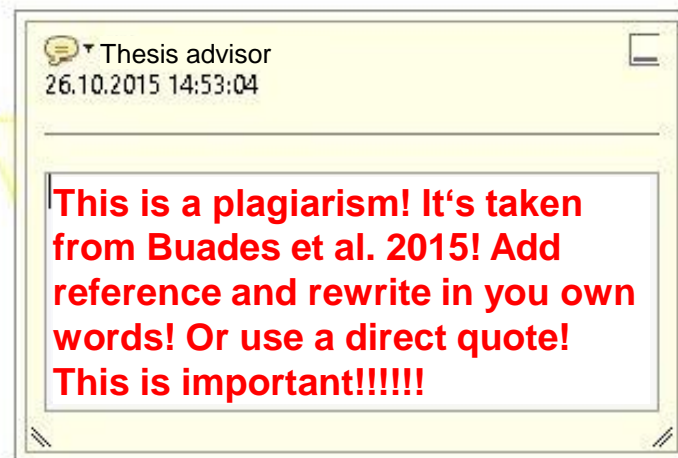 Thesis advisor
26.10.2015 14:53:04
This is a plagiarism! It‘s taken
from Buades et al. 2015! Add
reference and rewrite in you own
words! Or use a direct quote!
This is important!!!!!!